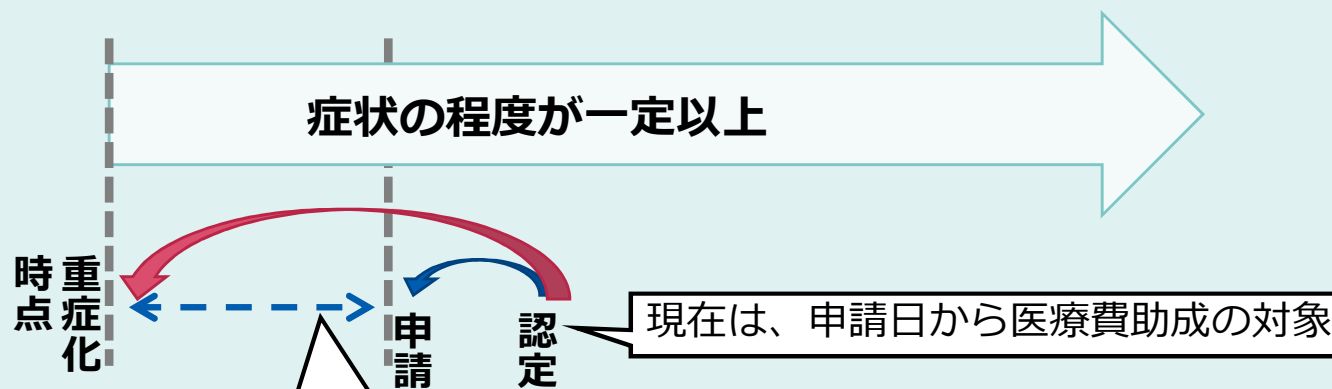 症状の程度が一定以上
重症化
時点
申請
認定
現在は、申請日から医療費助成の対象